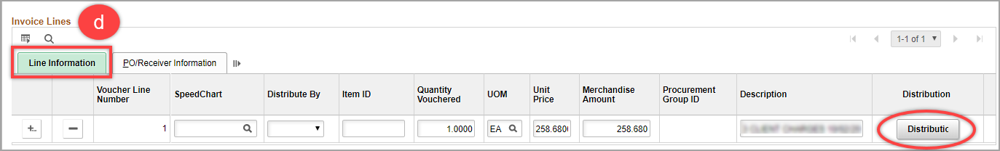 Invoice Lines
d
1-1 of 1
Line Information PO/Receiver Information
Voucher Line Number SpeedChart Distribute By Item ID Quantity Vouchered UOM Unit Price Merchandise Amount Procurement Group ID Description Distribution
1 1.0000 EA 258.6800 258.680 Distributic